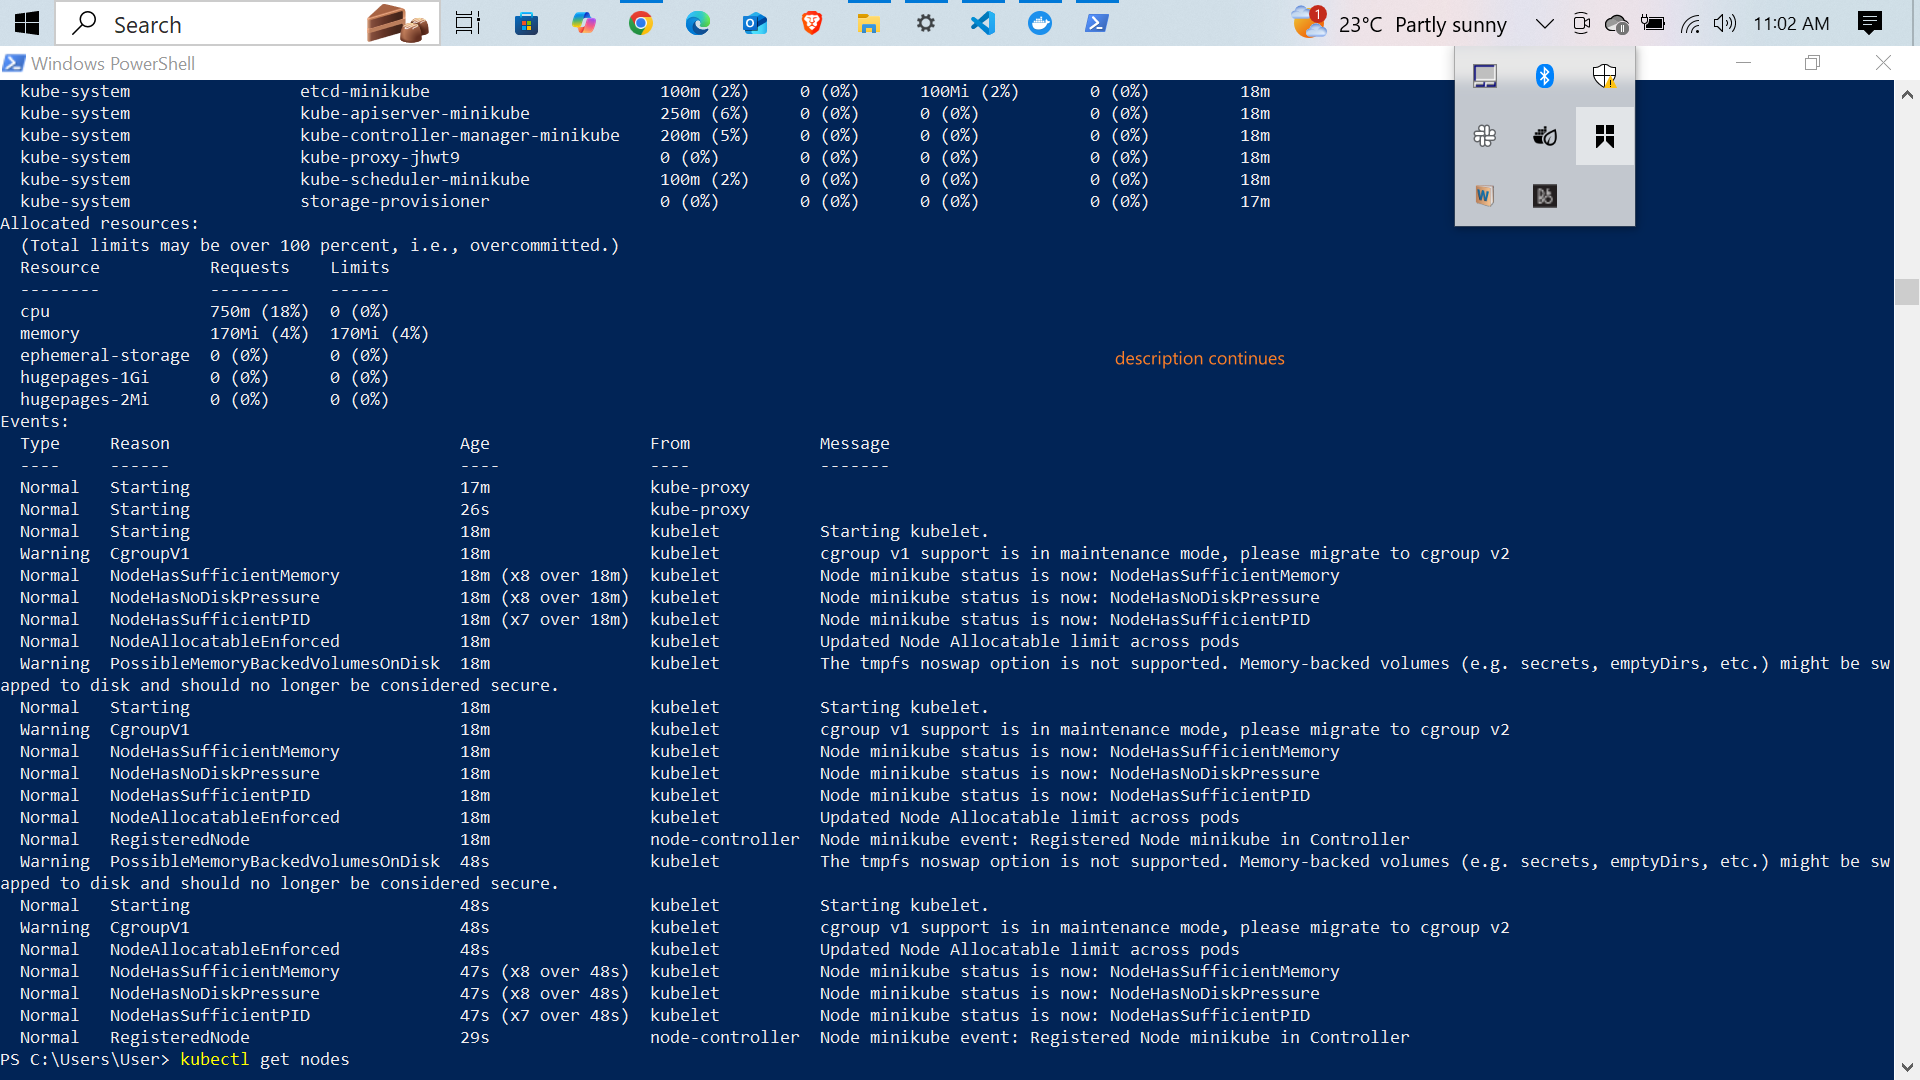 Search
1
23°C Partly sunny
11:02 AM
Windows PowerShell
kube-system etcd-minikube 100m (2%) 0 (0%) 100Mi (2%) 0 (0%) 18m
kube-system kube-apiserver-minikube 250m (6%) 0 (0%) 0 (0%) 0 (0%) 18m
kube-system kube-controller-manager-minikube 200m (5%) 0 (0%) 0 (0%) 0 (0%) 18m
kube-system kube-proxy-jhwt9 0 (0%) 0 (0%) 0 (0%) 0 (0%) 18m
kube-system kube-scheduler-minikube 100m (2%) 0 (0%) 0 (0%) 0 (0%) 18m
kube-system storage-provisioner 0 (0%) 0 (0%) 0 (0%) 0 (0%) 17m
Allocated resources:
(Total limits may be over 100 percent, i.e., overcommitted.)
Resource Requests Limits
-------- -------- ------
cpu 750m (18%) 0 (0%)
memory 170Mi (4%) 170Mi (4%)
ephemeral-storage 0 (0%) 0 (0%)
description continues
hugepages-1Gi 0 (0%) 0 (0%)
hugepages-2Mi 0 (0%) 0 (0%)
Events:
Type Reason Age From Message
---- ------ ---- ---- -------
Normal Starting 17m kube-proxy
Normal Starting 26s kube-proxy
Normal Starting 18m kubelet Starting kubelet.
Warning CgroupV1 18m kubelet cgroup v1 support is in maintenance mode, please migrate to cgroup v2
Normal NodeHasSufficientMemory 18m (x8 over 18m) kubelet Node minikube status is now: NodeHasSufficientMemory
Normal NodeHasNoDiskPressure 18m (x8 over 18m) kubelet Node minikube status is now: NodeHasNoDiskPressure
Normal NodeHasSufficientPID 18m (x7 over 18m) kubelet Node minikube status is now: NodeHasSufficientPID
Normal NodeAllocatableEnforced 18m kubelet Updated Node Allocatable limit across pods
Warning PossibleMemoryBackedVolumesOnDisk 18m kubelet The tmpfs noswap option is not supported. Memory-backed volumes (e.g. secrets, emptyDirs, etc.) might be sw
apped to disk and should no longer be considered secure.
Normal Starting 18m kubelet Starting kubelet.
Warning CgroupV1 18m kubelet cgroup v1 support is in maintenance mode, please migrate to cgroup v2
Normal NodeHasSufficientMemory 18m kubelet Node minikube status is now: NodeHasSufficientMemory
Normal NodeHasNoDiskPressure 18m kubelet Node minikube status is now: NodeHasNoDiskPressure
Normal NodeHasSufficientPID 18m kubelet Node minikube status is now: NodeHasSufficientPID
Normal NodeAllocatableEnforced 18m kubelet Updated Node Allocatable limit across pods
Normal RegisteredNode 18m node-controller Node minikube event: Registered Node minikube in Controller
Warning PossibleMemoryBackedVolumesOnDisk 48s kubelet The tmpfs noswap option is not supported. Memory-backed volumes (e.g. secrets, emptyDirs, etc.) might be sw
apped to disk and should no longer be considered secure.
Normal Starting 48s kubelet Starting kubelet.
Warning CgroupV1 48s kubelet cgroup v1 support is in maintenance mode, please migrate to cgroup v2
Normal NodeAllocatableEnforced 48s kubelet Updated Node Allocatable limit across pods
Normal NodeHasSufficientMemory 47s (x8 over 48s) kubelet Node minikube status is now: NodeHasSufficientMemory
Normal NodeHasNoDiskPressure 47s (x8 over 48s) kubelet Node minikube status is now: NodeHasNoDiskPressure
Normal NodeHasSufficientPID 47s (x7 over 48s) kubelet Node minikube status is now: NodeHasSufficientPID
Normal RegisteredNode 29s node-controller Node minikube event: Registered Node minikube in Controller
PS C:\Users\User> kubectl get nodes